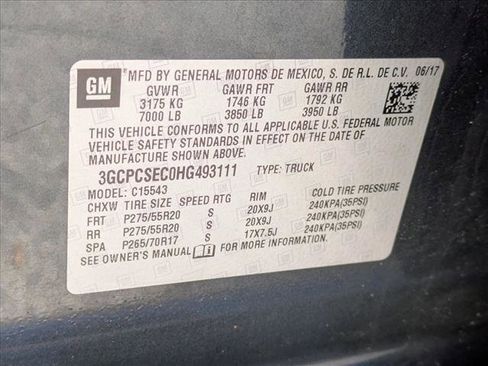 GM
MFD BY GENERAL MOTORS DE MEXICO, S. DE R.L. DE C.V. 06/17
GVWR GAWR FRT GAWR RR
3175 KG 1746 KG 1792 KG
7000 LB 3850 LB 3950 LB
THIS VEHICLE CONFORMS TO ALL APPLICABLE U.S. FEDERAL MOTOR
VEHICLE SAFETY STANDARDS IN EFFECT ON THE DATE OF
MANUFACTURE SHOWN ABOVE.
3GCPCSEC0HG493111 TYPE: TRUCK
MODEL: C15543
CHXW TIRE SIZE SPEED RTG RIM COLD TIRE PRESSURE
FRT P275/55R20 S 20X9J 240KPA(35PSI)
RR P275/55R20 S 20X9J 240KPA(35PSI)
SPA P265/70R17 S 17X7.5J 240KPA(35PSI)
SEE OWNER'S MANUAL FOR MORE INFORMATION.